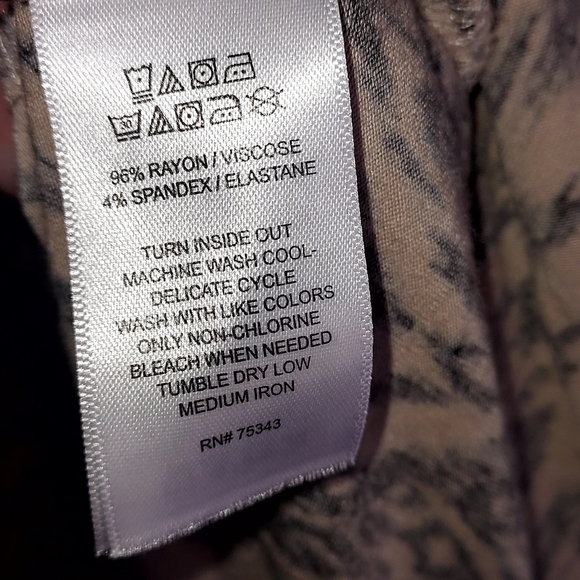 96% RAYON / VISCOSE
4% SPANDEX / ELASTANE
TURN INSIDE OUT
MACHINE WASH COOL-
DELICATE CYCLE
WASH WITH LIKE COLORS
ONLY NON-CHLORINE
BLEACH WHEN NEEDED
TUMBLE DRY LOW
MEDIUM IRON
RN# 75343